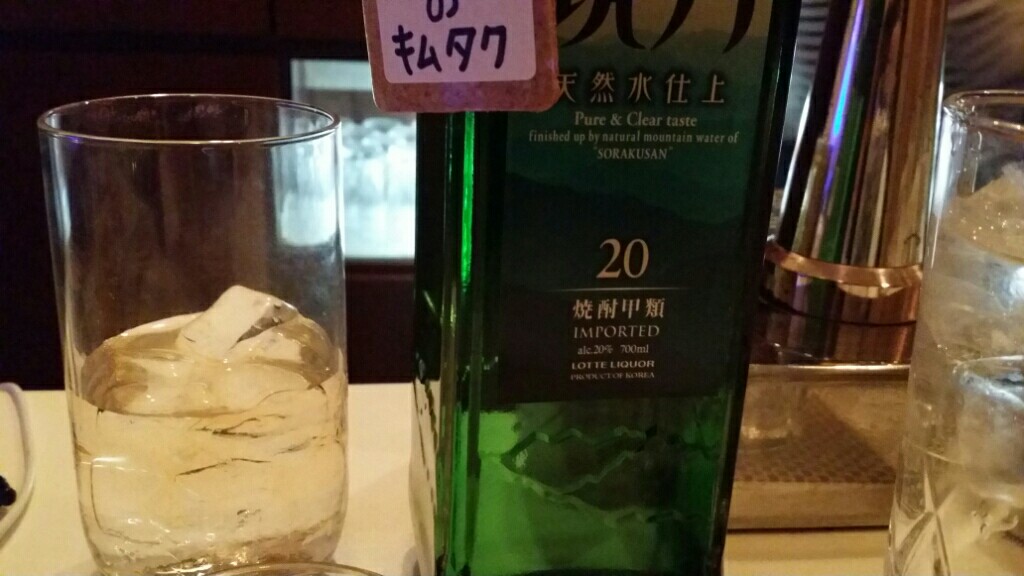 の
キムタク
天然水仕上
Pure & Clear taste
finished up by natural mountain water of
"SORAKUSAN"
20
焼酎甲類
IMPORTED
alc.20% 700ml
LOTTE LIQUOR
PRODUCT OF KOREA